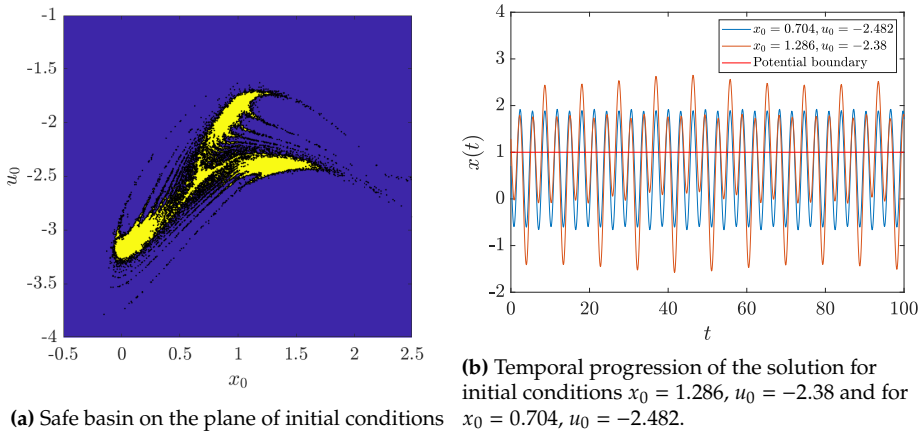 -1
-1.5
-2
-2.5
-3
-3.5
-4
u₀
-0.5 0 0.5 1 1.5 2 2.5
x₀
(a) Safe basin on the plane of initial conditions
4
3
2
1
0
-1
-2
x(t)
x₀ = 0.704, u₀ = −2.482
x₀ = 1.286, u₀ = −2.38
Potential boundary
0 20 40 60 80 100
t
(b) Temporal progression of the solution for
initial conditions x₀ = 1.286, u₀ = −2.38 and for
x₀ = 0.704, u₀ = −2.482.